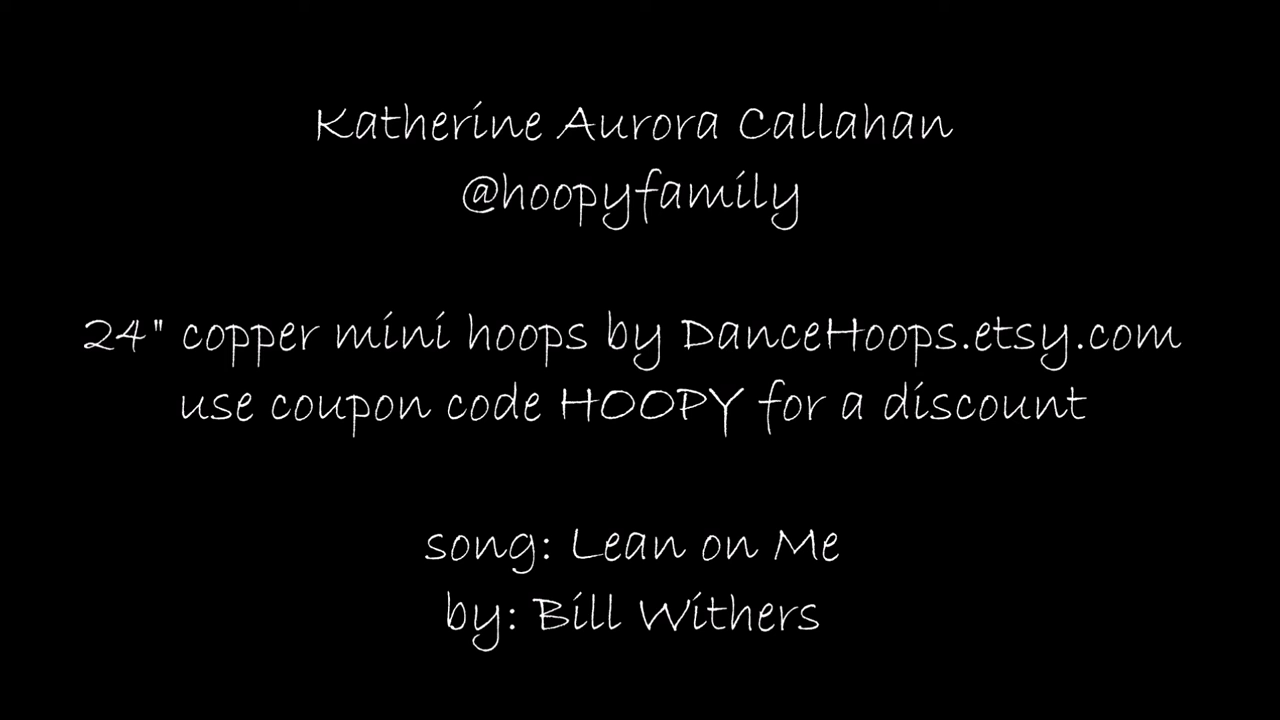 Katherine Aurora Callahan
@hoopyfamily
24" copper mini hoops by DanceHoops.etsy.com
use coupon code HOOPY for a discount
song: Lean on Me
by: Bill Withers